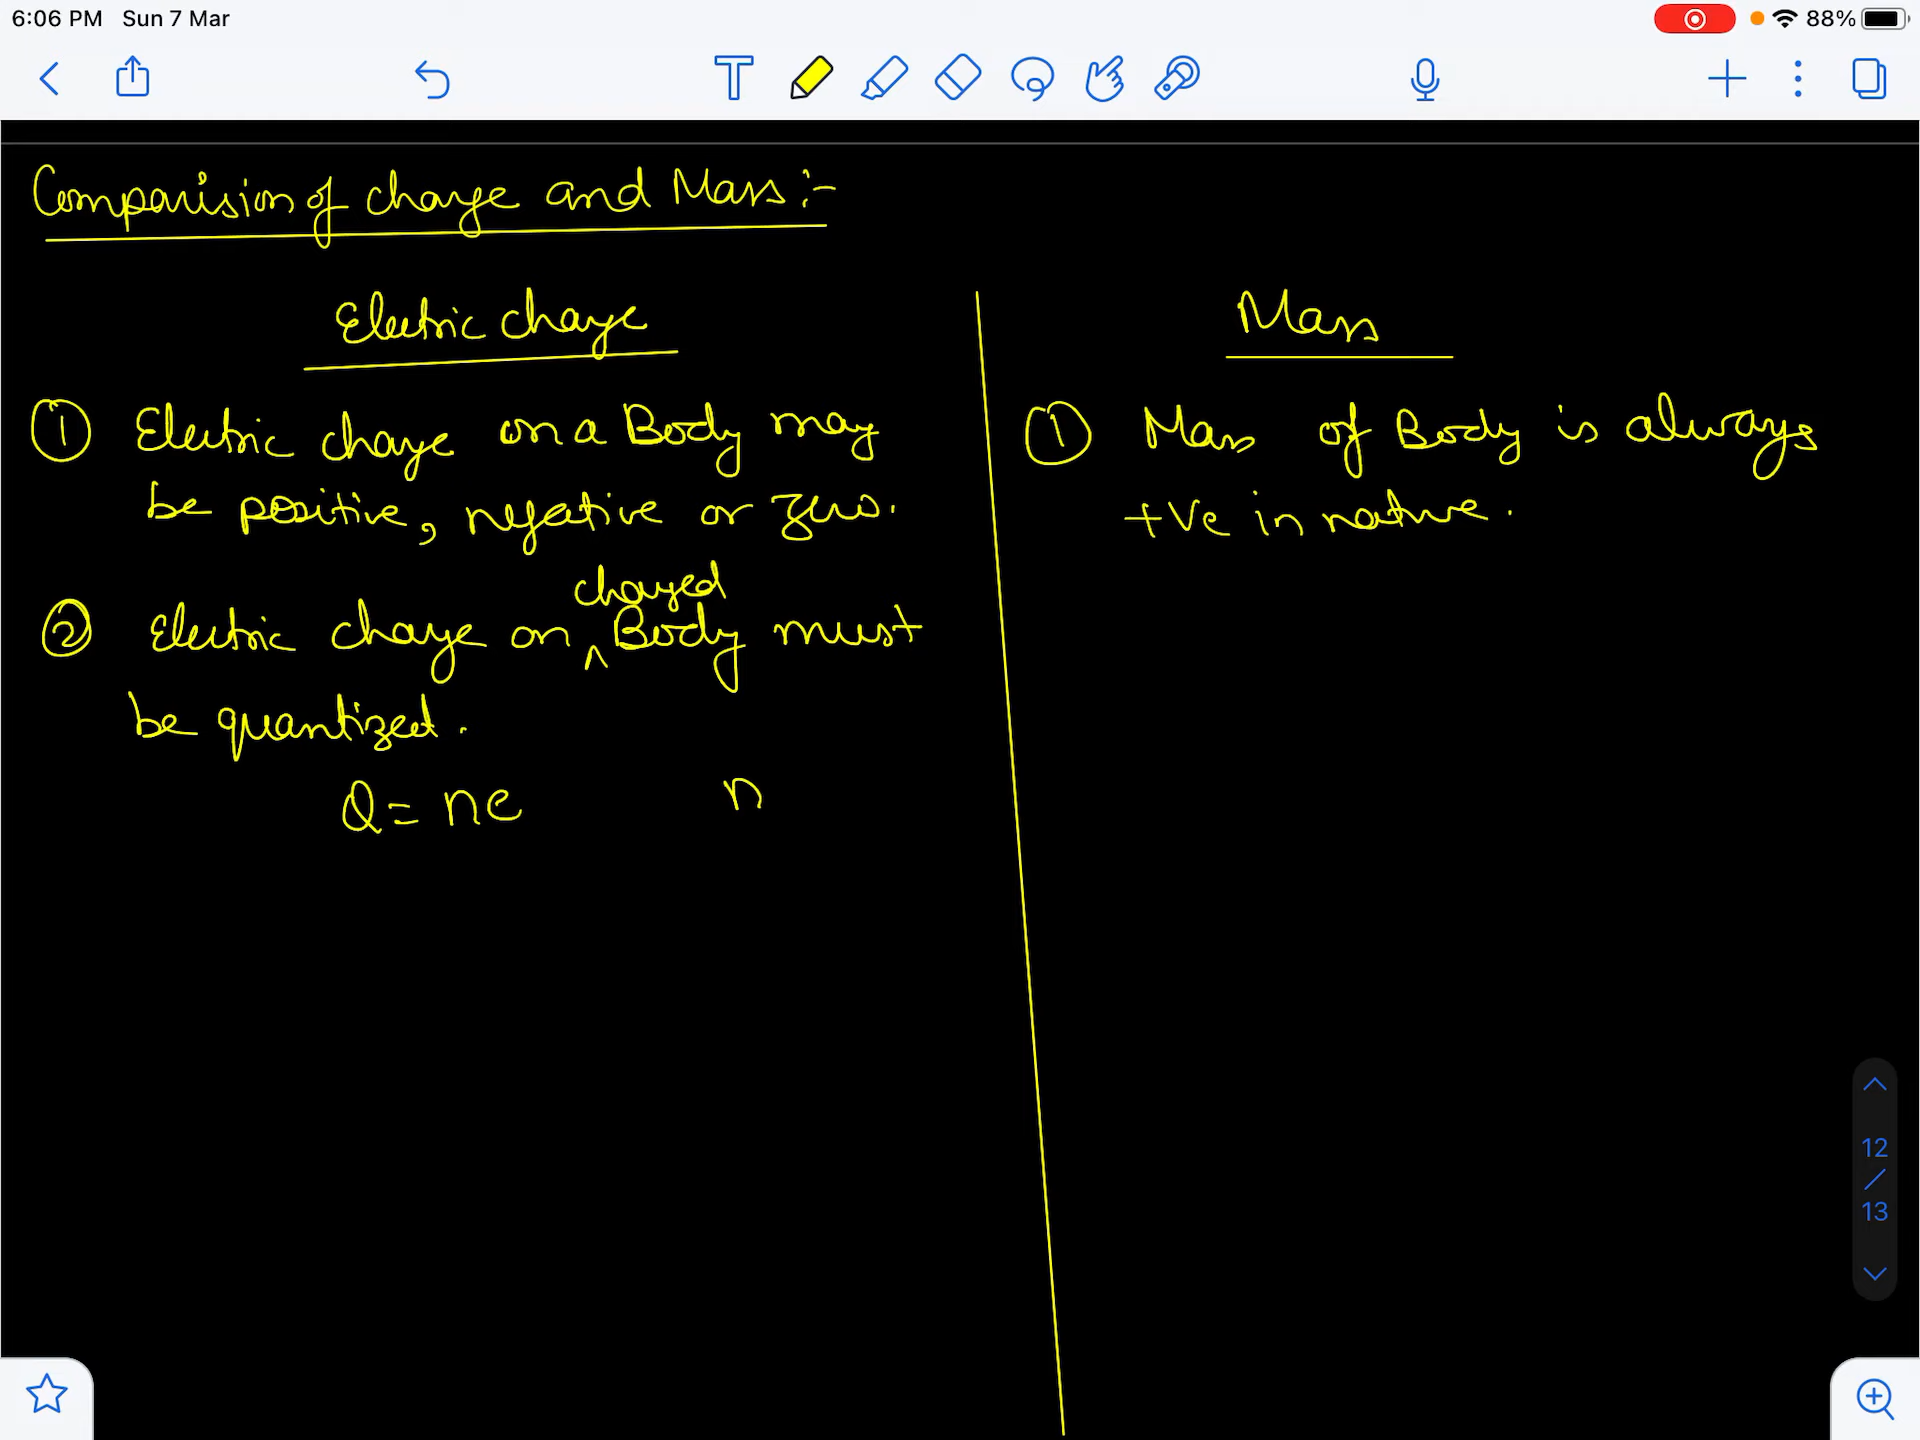 6:06 PM Sun 7 Mar
88%
Comparision of charge and Mass :-
Electric charge
① Electric charge on a Body may
be positive, negative or zero.
② Electric charge on ^ charged Body must
be quantized.
Q = ne n
Mass
① Mass of Body is always
+ve in nature.
12
/
13